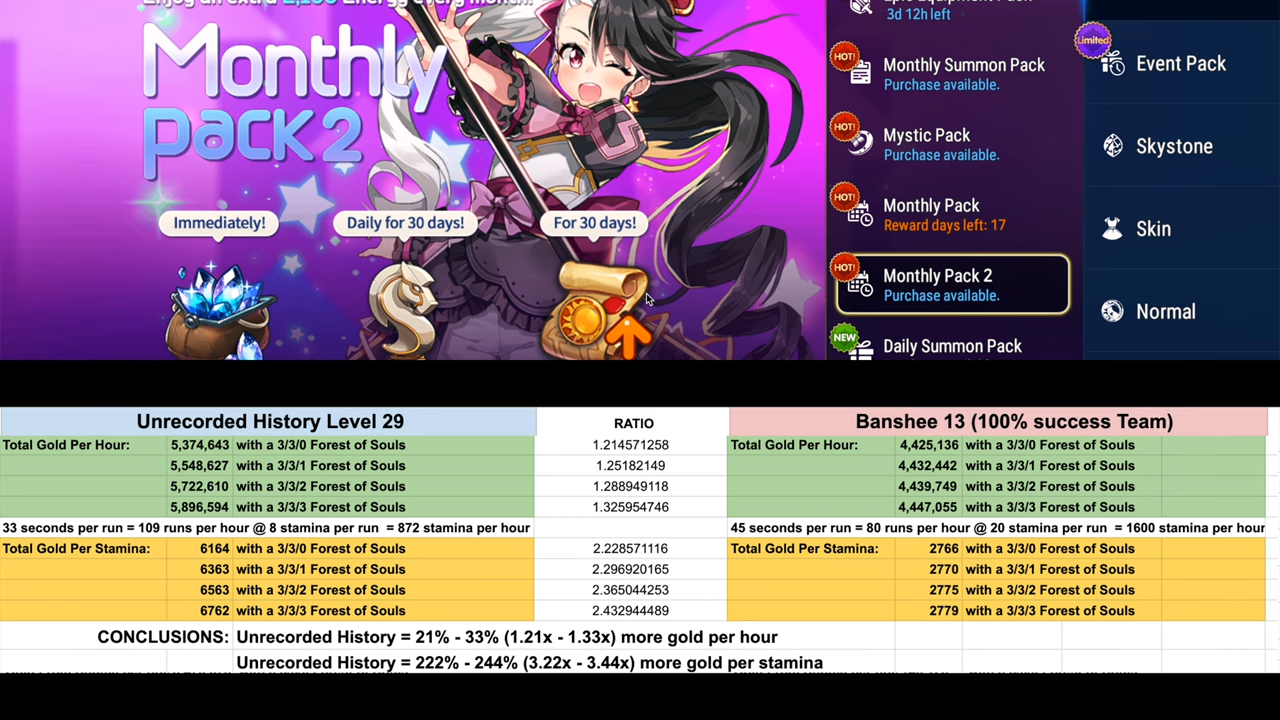 Enjoy an extra 2,100 Energy every month!
Monthly
pack 2
Immediately!
Daily for 30 days!
For 30 days!
Epic Equipment Pack
3d 12h left
HOT!
Monthly Summon Pack
Purchase available.
HOT!
Mystic Pack
Purchase available.
HOT!
Monthly Pack
Reward days left: 17
HOT!
Monthly Pack 2
Purchase available.
NEW
Daily Summon Pack
Limited
Event Pack
Skystone
Skin
Normal
Unrecorded History Level 29 RATIO Banshee 13 (100% success Team)
Total Gold Per Hour: 5,374,643 with a 3/3/0 Forest of Souls 1.214571258 Total Gold Per Hour: 4,425,136 with a 3/3/0 Forest of Souls
5,548,627 with a 3/3/1 Forest of Souls 1.25182149 4,432,442 with a 3/3/1 Forest of Souls
5,722,610 with a 3/3/2 Forest of Souls 1.288949118 4,439,749 with a 3/3/2 Forest of Souls
5,896,594 with a 3/3/3 Forest of Souls 1.325954746 4,447,055 with a 3/3/3 Forest of Souls
33 seconds per run = 109 runs per hour @ 8 stamina per run = 872 stamina per hour 45 seconds per run = 80 runs per hour @ 20 stamina per run = 1600 stamina per hour
Total Gold Per Stamina: 6164 with a 3/3/0 Forest of Souls 2.228571116 Total Gold Per Stamina: 2766 with a 3/3/0 Forest of Souls
6363 with a 3/3/1 Forest of Souls 2.296920165 2770 with a 3/3/1 Forest of Souls
6563 with a 3/3/2 Forest of Souls 2.365044253 2775 with a 3/3/2 Forest of Souls
6762 with a 3/3/3 Forest of Souls 2.432944489 2779 with a 3/3/3 Forest of Souls
CONCLUSIONS: Unrecorded History = 21% - 33% (1.21x - 1.33x) more gold per hour
Unrecorded History = 222% - 244% (3.22x - 3.44x) more gold per stamina